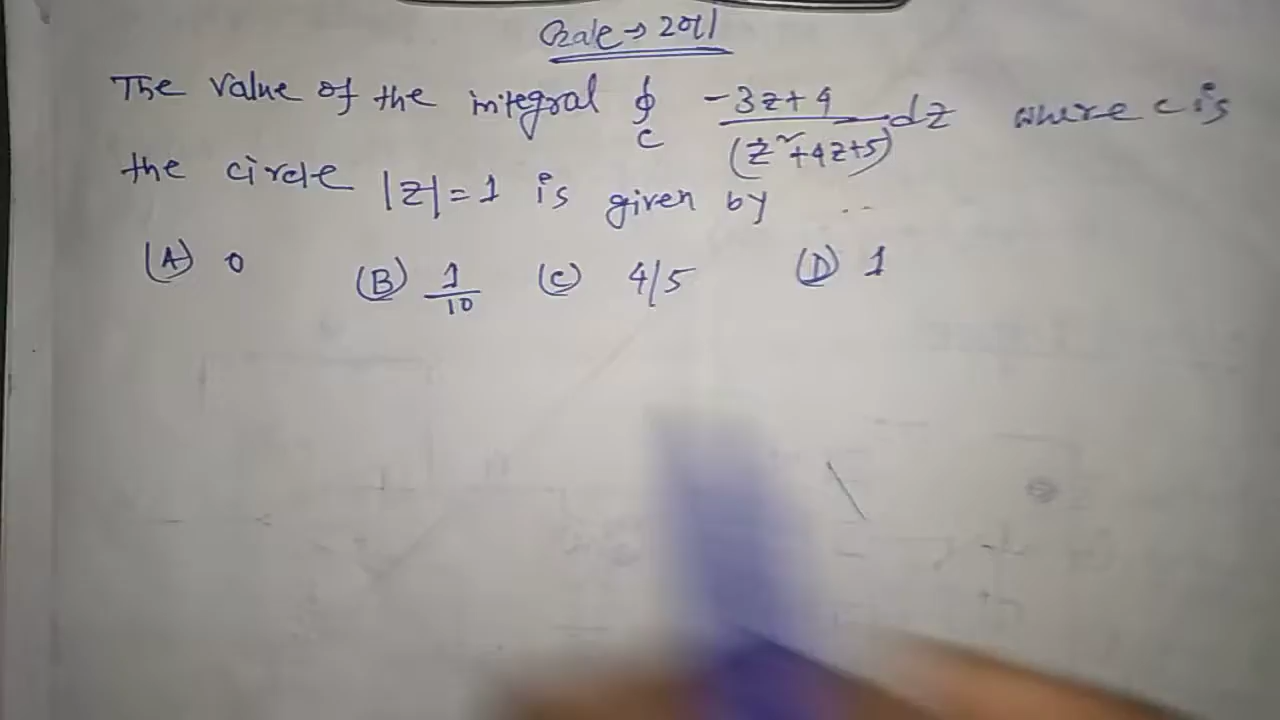 Gate → 2011
The value of the integral ∮_C (-3z+4)/(z²+4z+5) dz where c is
the circle |z|=1 is given by ..
(A) 0 (B) 1/10 (C) 4/5 (D) 1